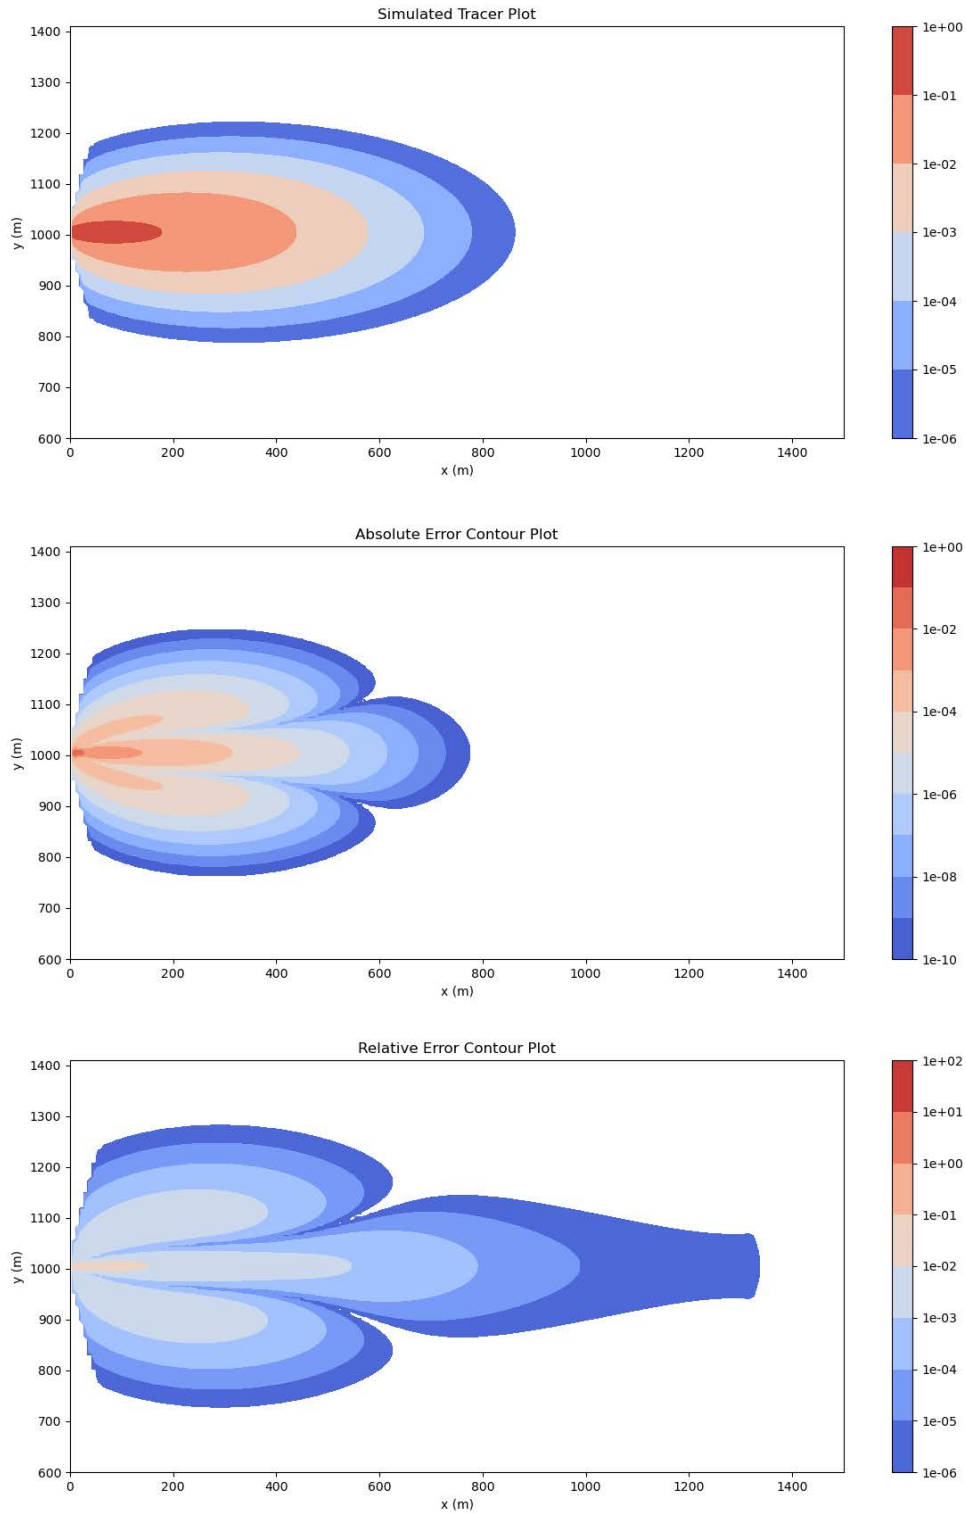 Simulated Tracer Plot
1400
1300
1200
1100
1000
900
800
700
600
y (m)
0 200 400 600 800 1000 1200 1400
x (m)
1e+00
1e-01
1e-02
1e-03
1e-04
1e-05
1e-06
Absolute Error Contour Plot
1400
1300
1200
1100
1000
900
800
700
600
y (m)
0 200 400 600 800 1000 1200 1400
x (m)
1e+00
1e-02
1e-04
1e-06
1e-08
1e-10
Relative Error Contour Plot
1400
1300
1200
1100
1000
900
800
700
600
y (m)
0 200 400 600 800 1000 1200 1400
x (m)
1e+02
1e+01
1e+00
1e-01
1e-02
1e-03
1e-04
1e-05
1e-06